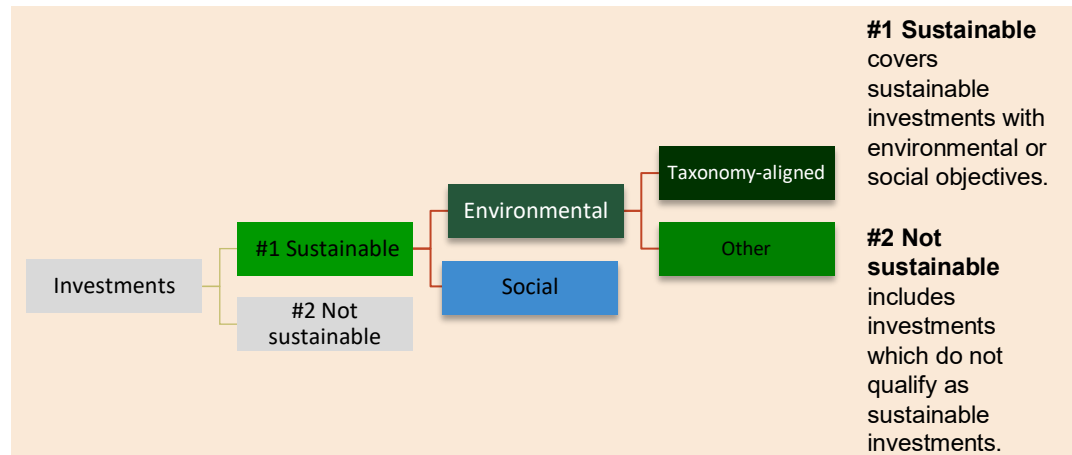 Investments
#1 Sustainable
#2 Not
sustainable
Environmental
Social
Taxonomy-aligned
Other
#1 Sustainable
covers
sustainable
investments with
environmental or
social objectives.
#2 Not
sustainable
includes
investments
which do not
qualify as
sustainable
investments.